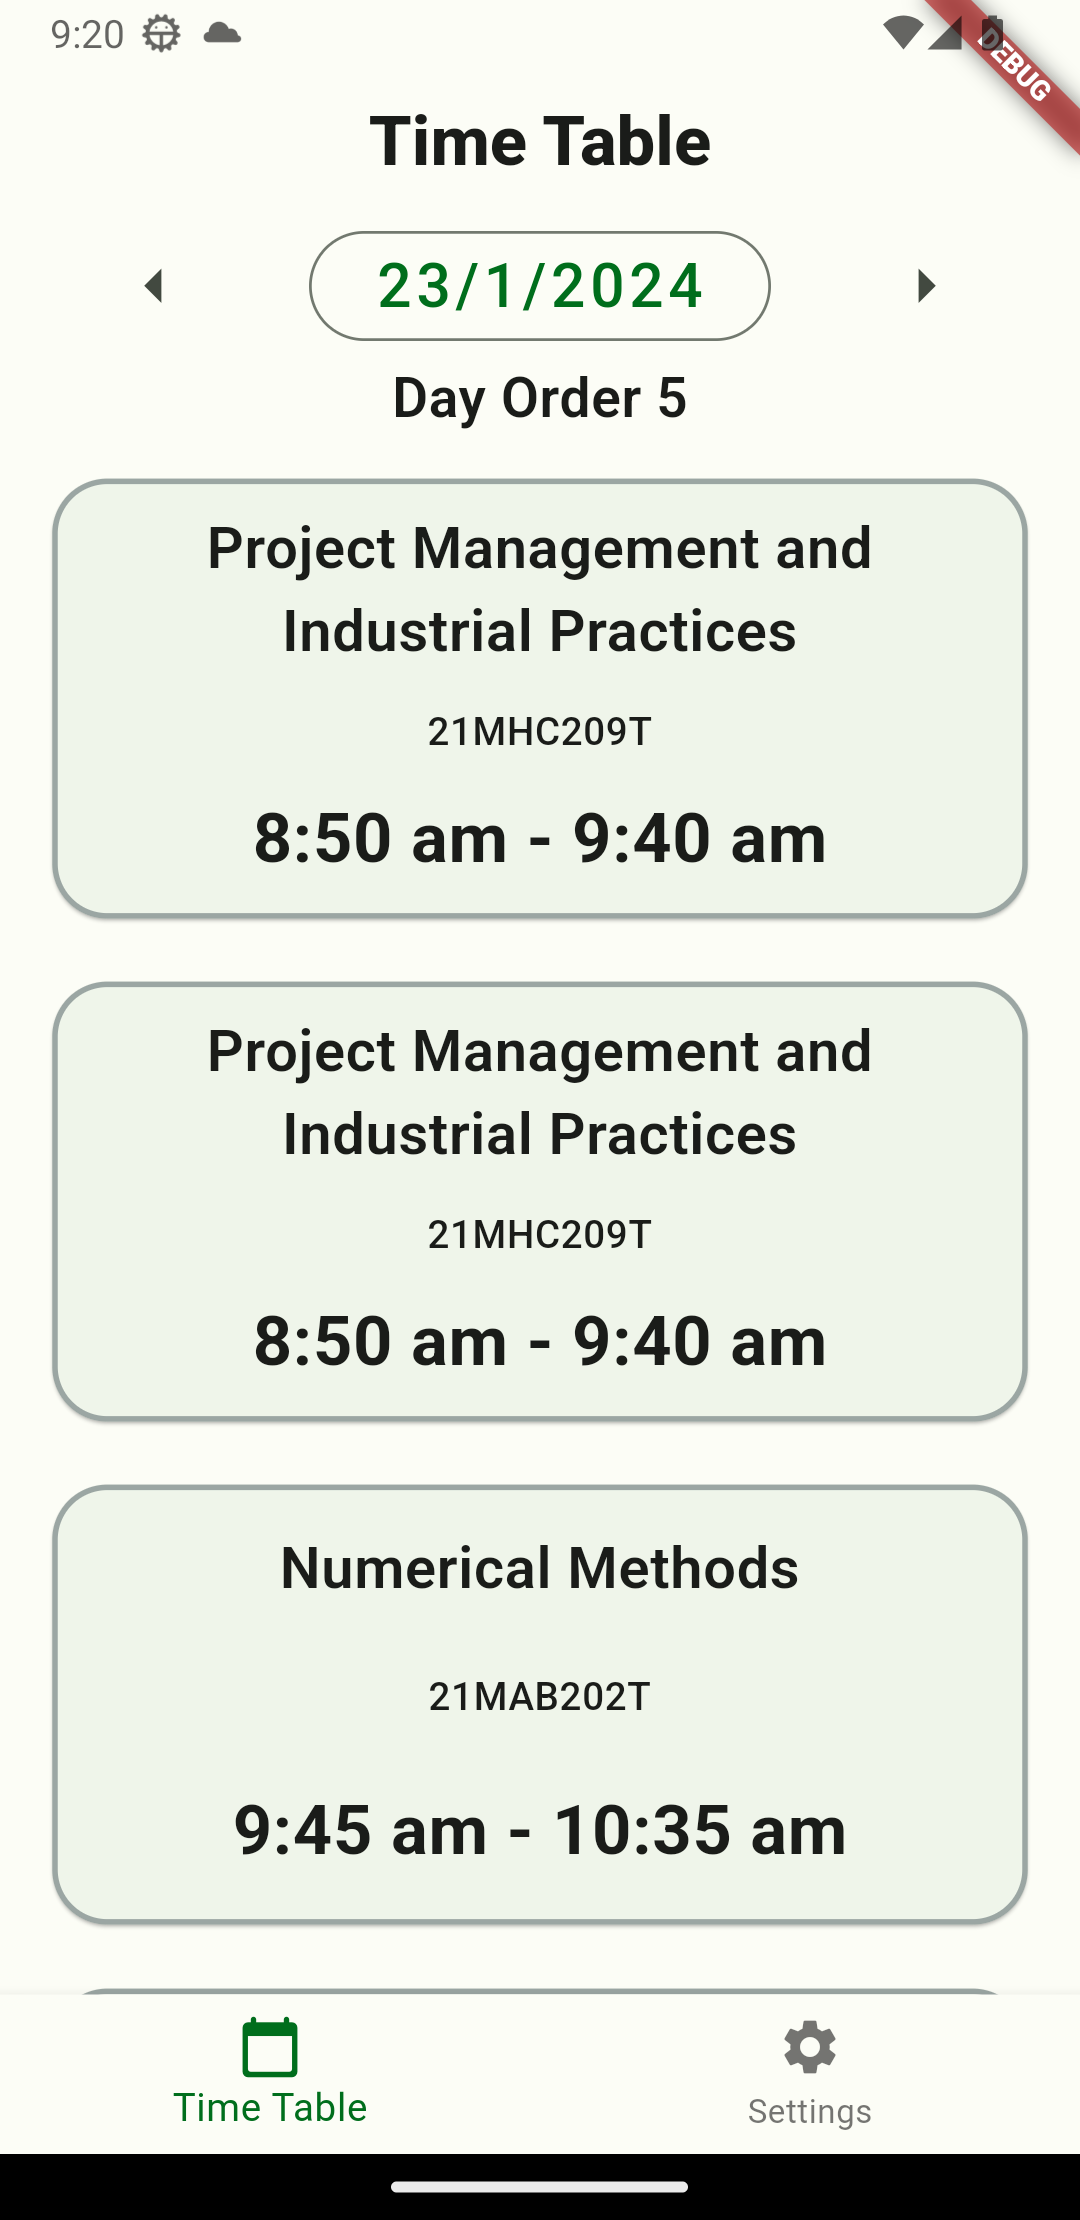 9:20
DEBUG
Time Table
23/1/2024
Day Order 5
Project Management and
Industrial Practices
21MHC209T
8:50 am - 9:40 am
Project Management and
Industrial Practices
21MHC209T
8:50 am - 9:40 am
Numerical Methods
21MAB202T
9:45 am - 10:35 am
Time Table
Settings